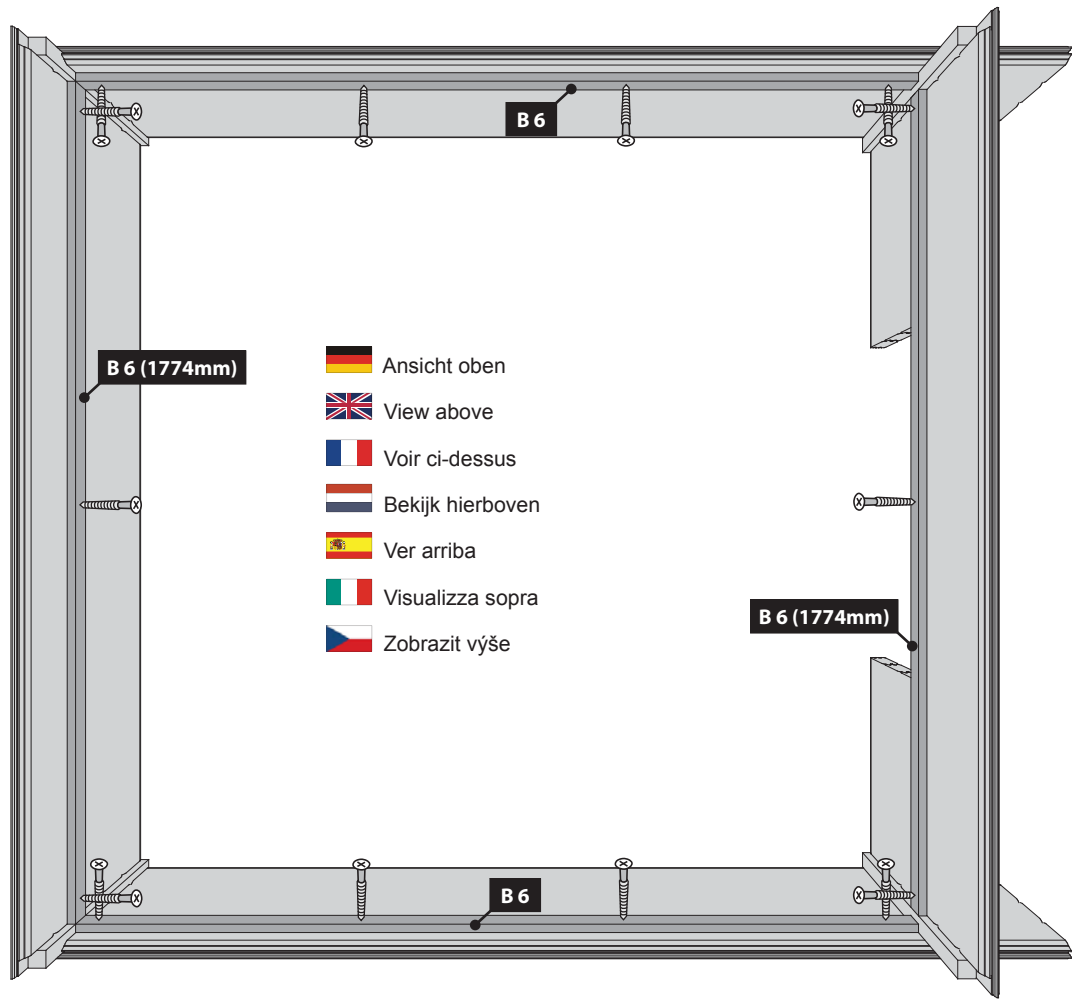 B 6
B 6 (1774mm)
Ansicht oben
View above
Voir ci-dessus
Bekijk hierboven
Ver arriba
Visualizza sopra
B 6 (1774mm)
Zobrazit výše
B 6